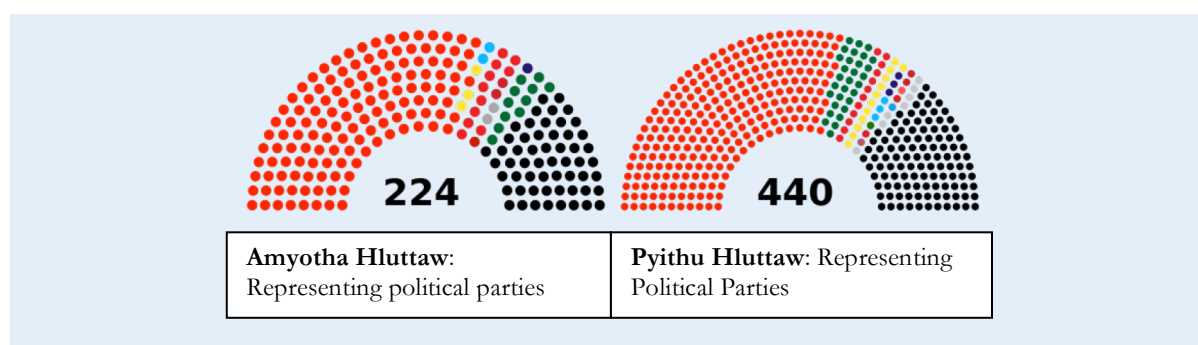 224
440
Amyotha Hluttaw:
Representing political parties
Pyithu Hluttaw: Representing
Political Parties